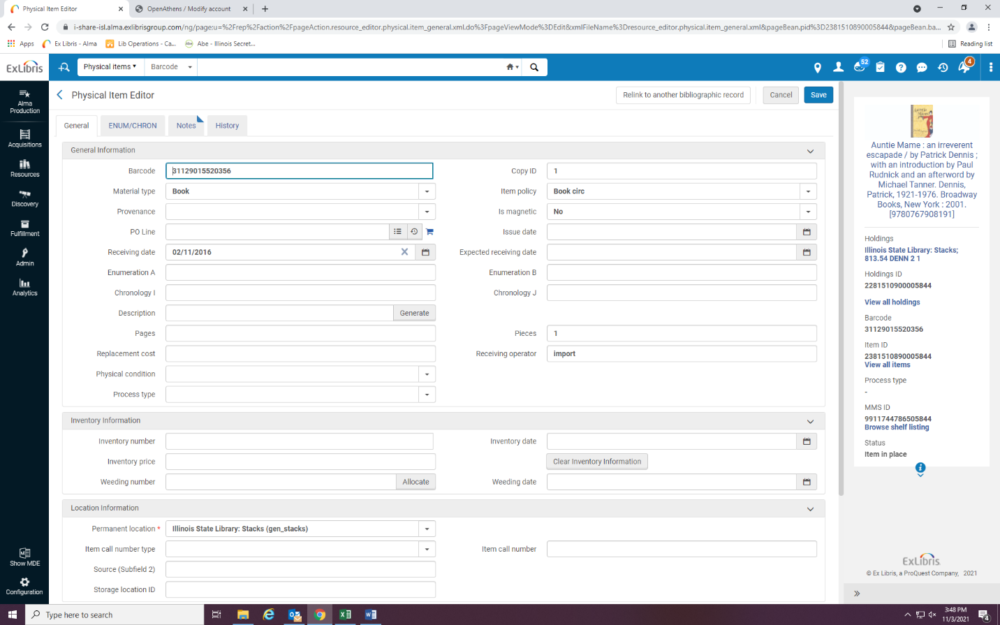 Physical Item Editor
OpenAthens / Modify account
i-share-isl.alma.exlibrisgroup.com/ng/page;u=%2Frep%2Faction%2FpageAction.resource_editor.physical.item_general.xml.do%3FpageViewMode%3DEdit&xmlFileName%3Dresource_editor.physical.item_general.xml&pageBean.pid%3D2381510890005844&pageBean.ba...
Apps
Ex Libris - Alma
Lib Operations - Ca...
Abe - Illinois Secret...
Reading list
ExLibris
Physical items
Barcode
52
4
Alma
Production
Acquisitions
Resources
Discovery
Fulfillment
Admin
Analytics
Show MDE
Configuration
Physical Item Editor
Relink to another bibliographic record
Cancel
Save
General
ENUM/CHRON
Notes
History
General Information
Barcode 31129015520356
Copy ID 1
Material type Book
Item policy Book circ
Provenance
Is magnetic No
PO Line
Issue date
Receiving date 02/11/2016
Expected receiving date
Enumeration A
Enumeration B
Chronology I
Chronology J
Description Generate
Pages
Pieces 1
Replacement cost
Receiving operator import
Physical condition
Process type
Inventory Information
Inventory number
Inventory date
Inventory price
Clear Inventory Information
Weeding number Allocate
Weeding date
Location Information
Permanent location * Illinois State Library: Stacks (gen_stacks)
Item call number type
Item call number
Source (Subfield 2)
Storage location ID
Auntie Mame
Auntie Mame : an irreverent
escapade / by Patrick Dennis ;
with an introduction by Paul
Rudnick and an afterword by
Michael Tanner. Dennis,
Patrick, 1921-1976. Broadway
Books, New York : 2001.
[9780767908191]
Holdings
Illinois State Library: Stacks;
813.54 DENN 2 1
Holdings ID
2281510900005844
View all holdings
Barcode
31129015520356
Item ID
2381510890005844
View all items
Process type
-
MMS ID
9911744786505844
Browse shelf listing
Status
Item in place
ExLibris
© Ex Libris, a ProQuest Company, 2021
Type here to search
3:48 PM
11/3/2021
4